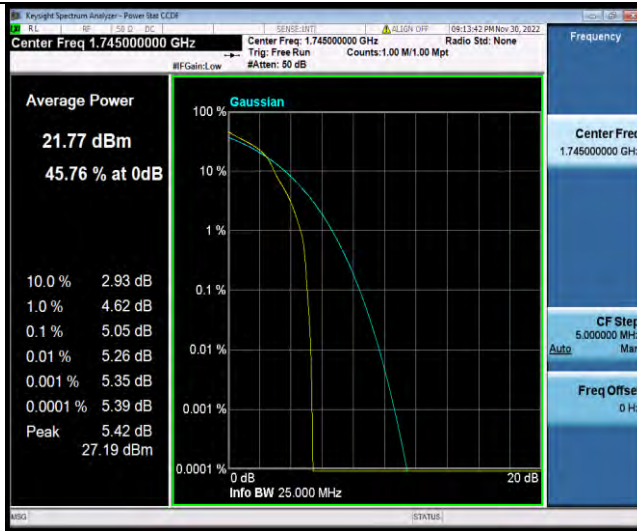 Keysight Spectrum Analyzer - Power Stat CCDF
RL RF 50 Ω DC SENSE:INT ALIGN OFF 09:13:42 PM Nov 30, 2022
Center Freq 1.745000000 GHz
Center Freq: 1.745000000 GHz Radio Std: None
Trig: Free Run Counts:1.00 M/1.00 Mpt
#IFGain:Low #Atten: 50 dB
Frequency
Average Power
21.77 dBm
45.76 % at 0dB
10.0 % 2.93 dB
1.0 % 4.62 dB
0.1 % 5.05 dB
0.01 % 5.26 dB
0.001 % 5.35 dB
0.0001 % 5.39 dB
Peak 5.42 dB
27.19 dBm
Gaussian
100 %
10 %
1 %
0.1 %
0.01 %
0.001 %
0.0001 %
0 dB 20 dB
Info BW 25.000 MHz
Center Freq
1.745000000 GHz
CF Step
5.000000 MHz
Auto Man
Freq Offse
0 Hz
MSG STATUS